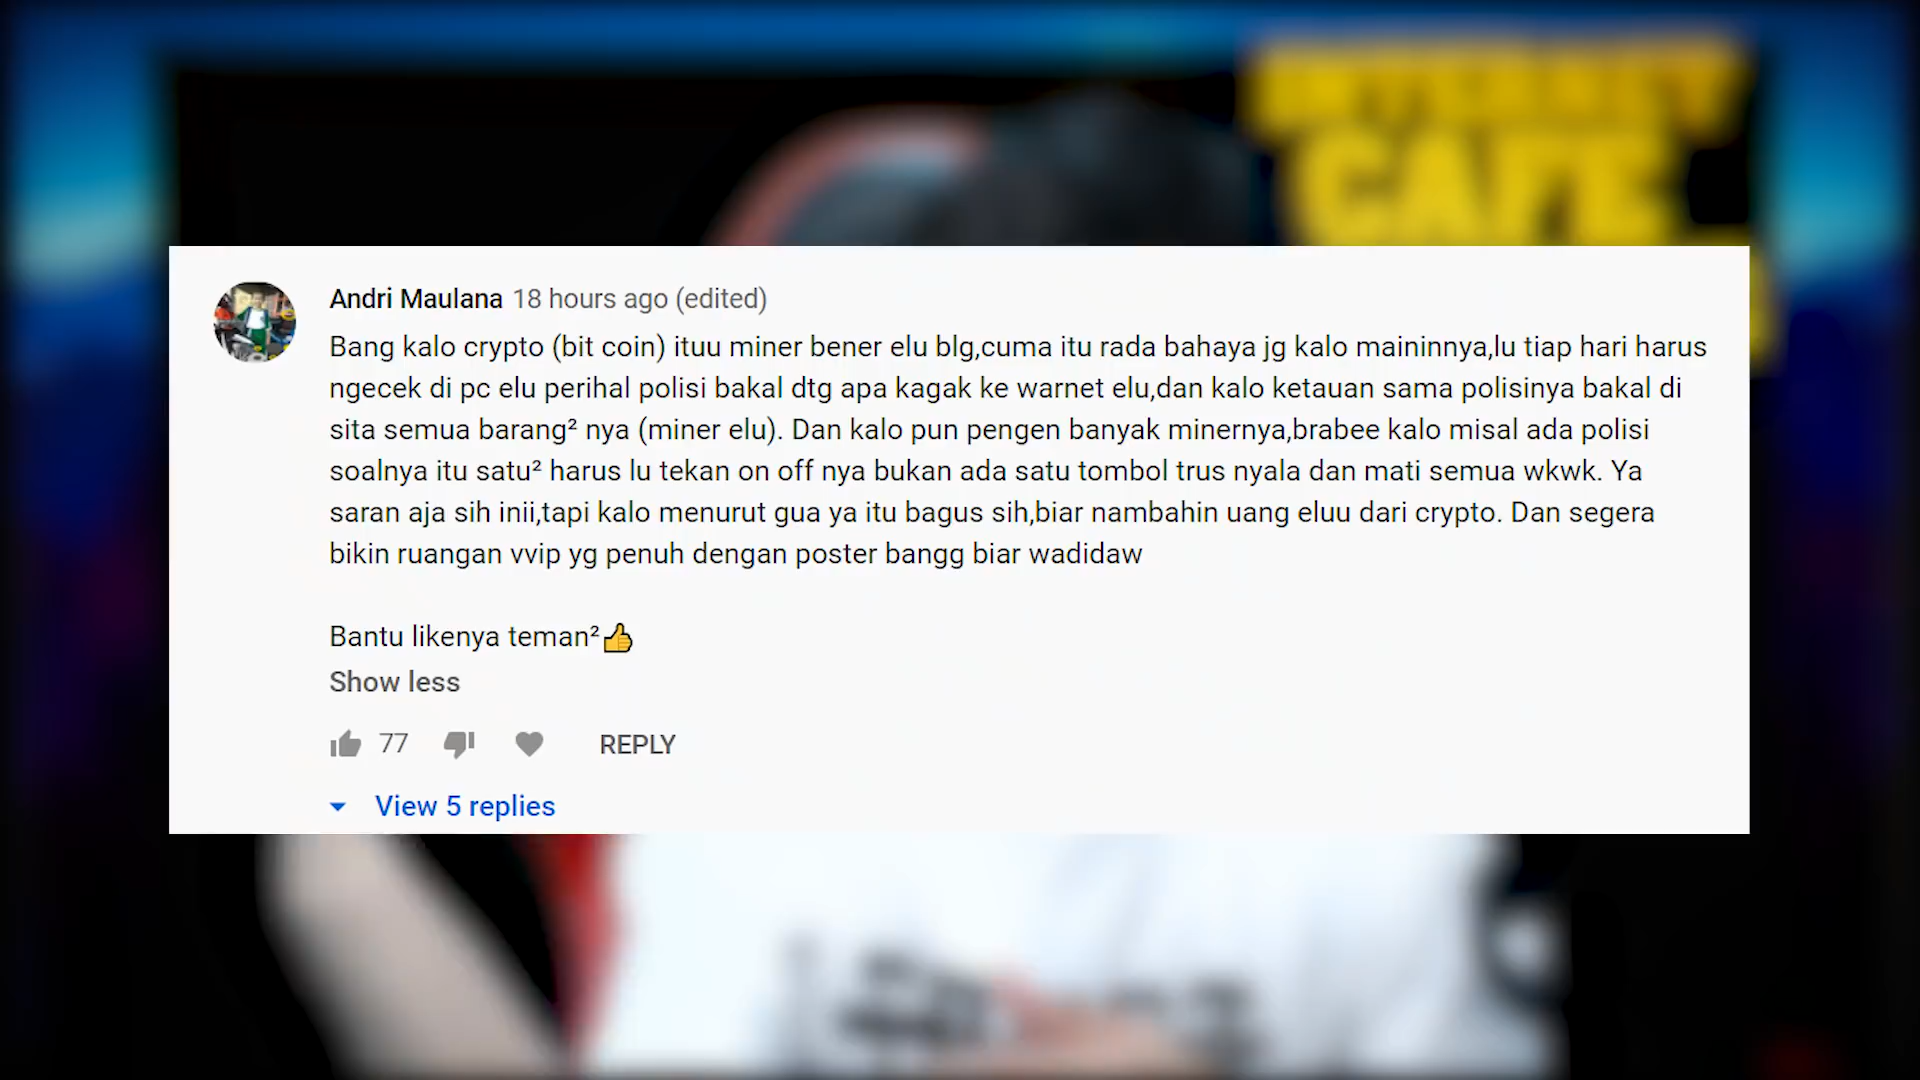 INTERNET
CAFE
Andri Maulana 18 hours ago (edited)
Bang kalo crypto (bit coin) ituu miner bener elu blg,cuma itu rada bahaya jg kalo maininnya,lu tiap hari harus
ngecek di pc elu perihal polisi bakal dtg apa kagak ke warnet elu,dan kalo ketauan sama polisinya bakal di
sita semua barang² nya (miner elu). Dan kalo pun pengen banyak minernya,brabee kalo misal ada polisi
soalnya itu satu² harus lu tekan on off nya bukan ada satu tombol trus nyala dan mati semua wkwk. Ya
saran aja sih inii,tapi kalo menurut gua ya itu bagus sih,biar nambahin uang eluu dari crypto. Dan segera
bikin ruangan vvip yg penuh dengan poster bangg biar wadidaw
Bantu likenya teman²👍
Show less
77
REPLY
View 5 replies